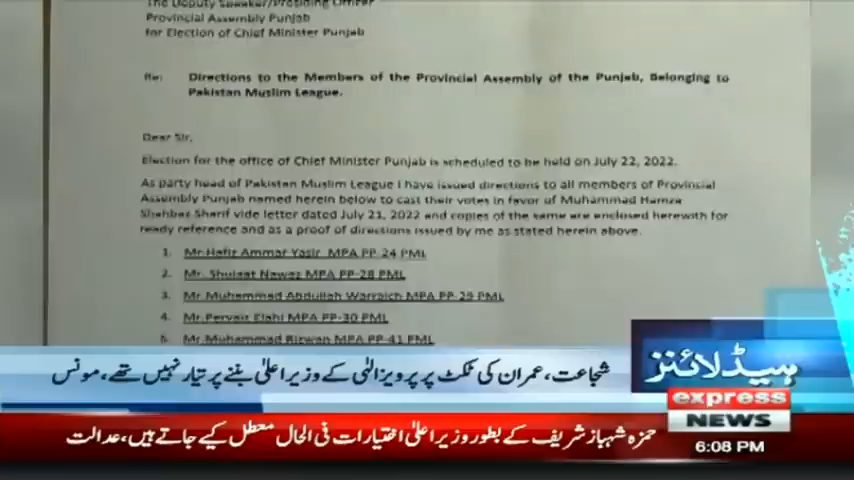 The Deputy Speaker/Presiding Officer
Provincial Assembly Punjab
for Election of Chief Minister Punjab
Re: Directions to the Members of the Provincial Assembly of the Punjab, Belonging to
Pakistan Muslim League.
Dear Sir,
Election for the office of Chief Minister Punjab is scheduled to be held on July 22, 2022.
As party head of Pakistan Muslim League I have issued directions to all members of Provincial
Assembly Punjab named herein below to cast their votes in favor of Muhammad Hamza
Shahbaz Sharif vide letter dated July 21, 2022 and copies of the same are enclosed herewith for
ready reference and as a proof of directions issued by me as stated herein above.
1. Mr.Hafiz Ammar Yasir MPA PP-24 PML
2. Mr. Shujaat Nawaz MPA PP-28 PML
3. Mr.Muhammad Abdullah Warraich MPA PP-29 PML
4. Mr.Pervaiz Elahi MPA PP-30 PML
5. Mr.Muhammad Rizwan MPA PP-41 PML
ہیڈلائنز
شجاعت، عمران کی ٹکٹ پر پرویز الٰہی کے وزیراعلیٰ بننے پر تیار نہیں تھے، مونس
express
NEWS
6:08 PM
حمزہ شہباز شریف کے بطور وزیراعلیٰ اختیارات فی الحال معطل کیے جاتے ہیں، عدالت